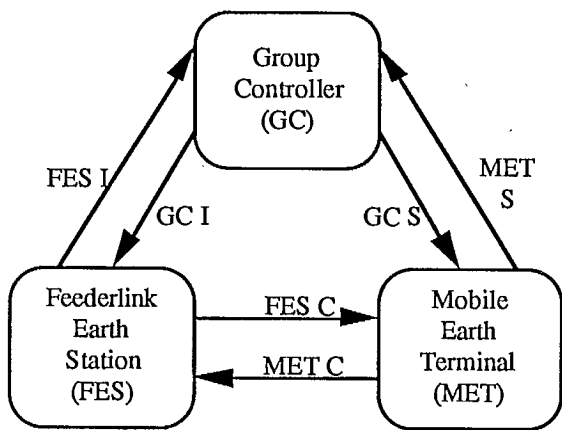 Group
Controller
(GC)
FES I
GC I
GC S
MET
S
Feederlink
Earth
Station
(FES)
FES C
MET C
Mobile
Earth
Terminal
(MET)